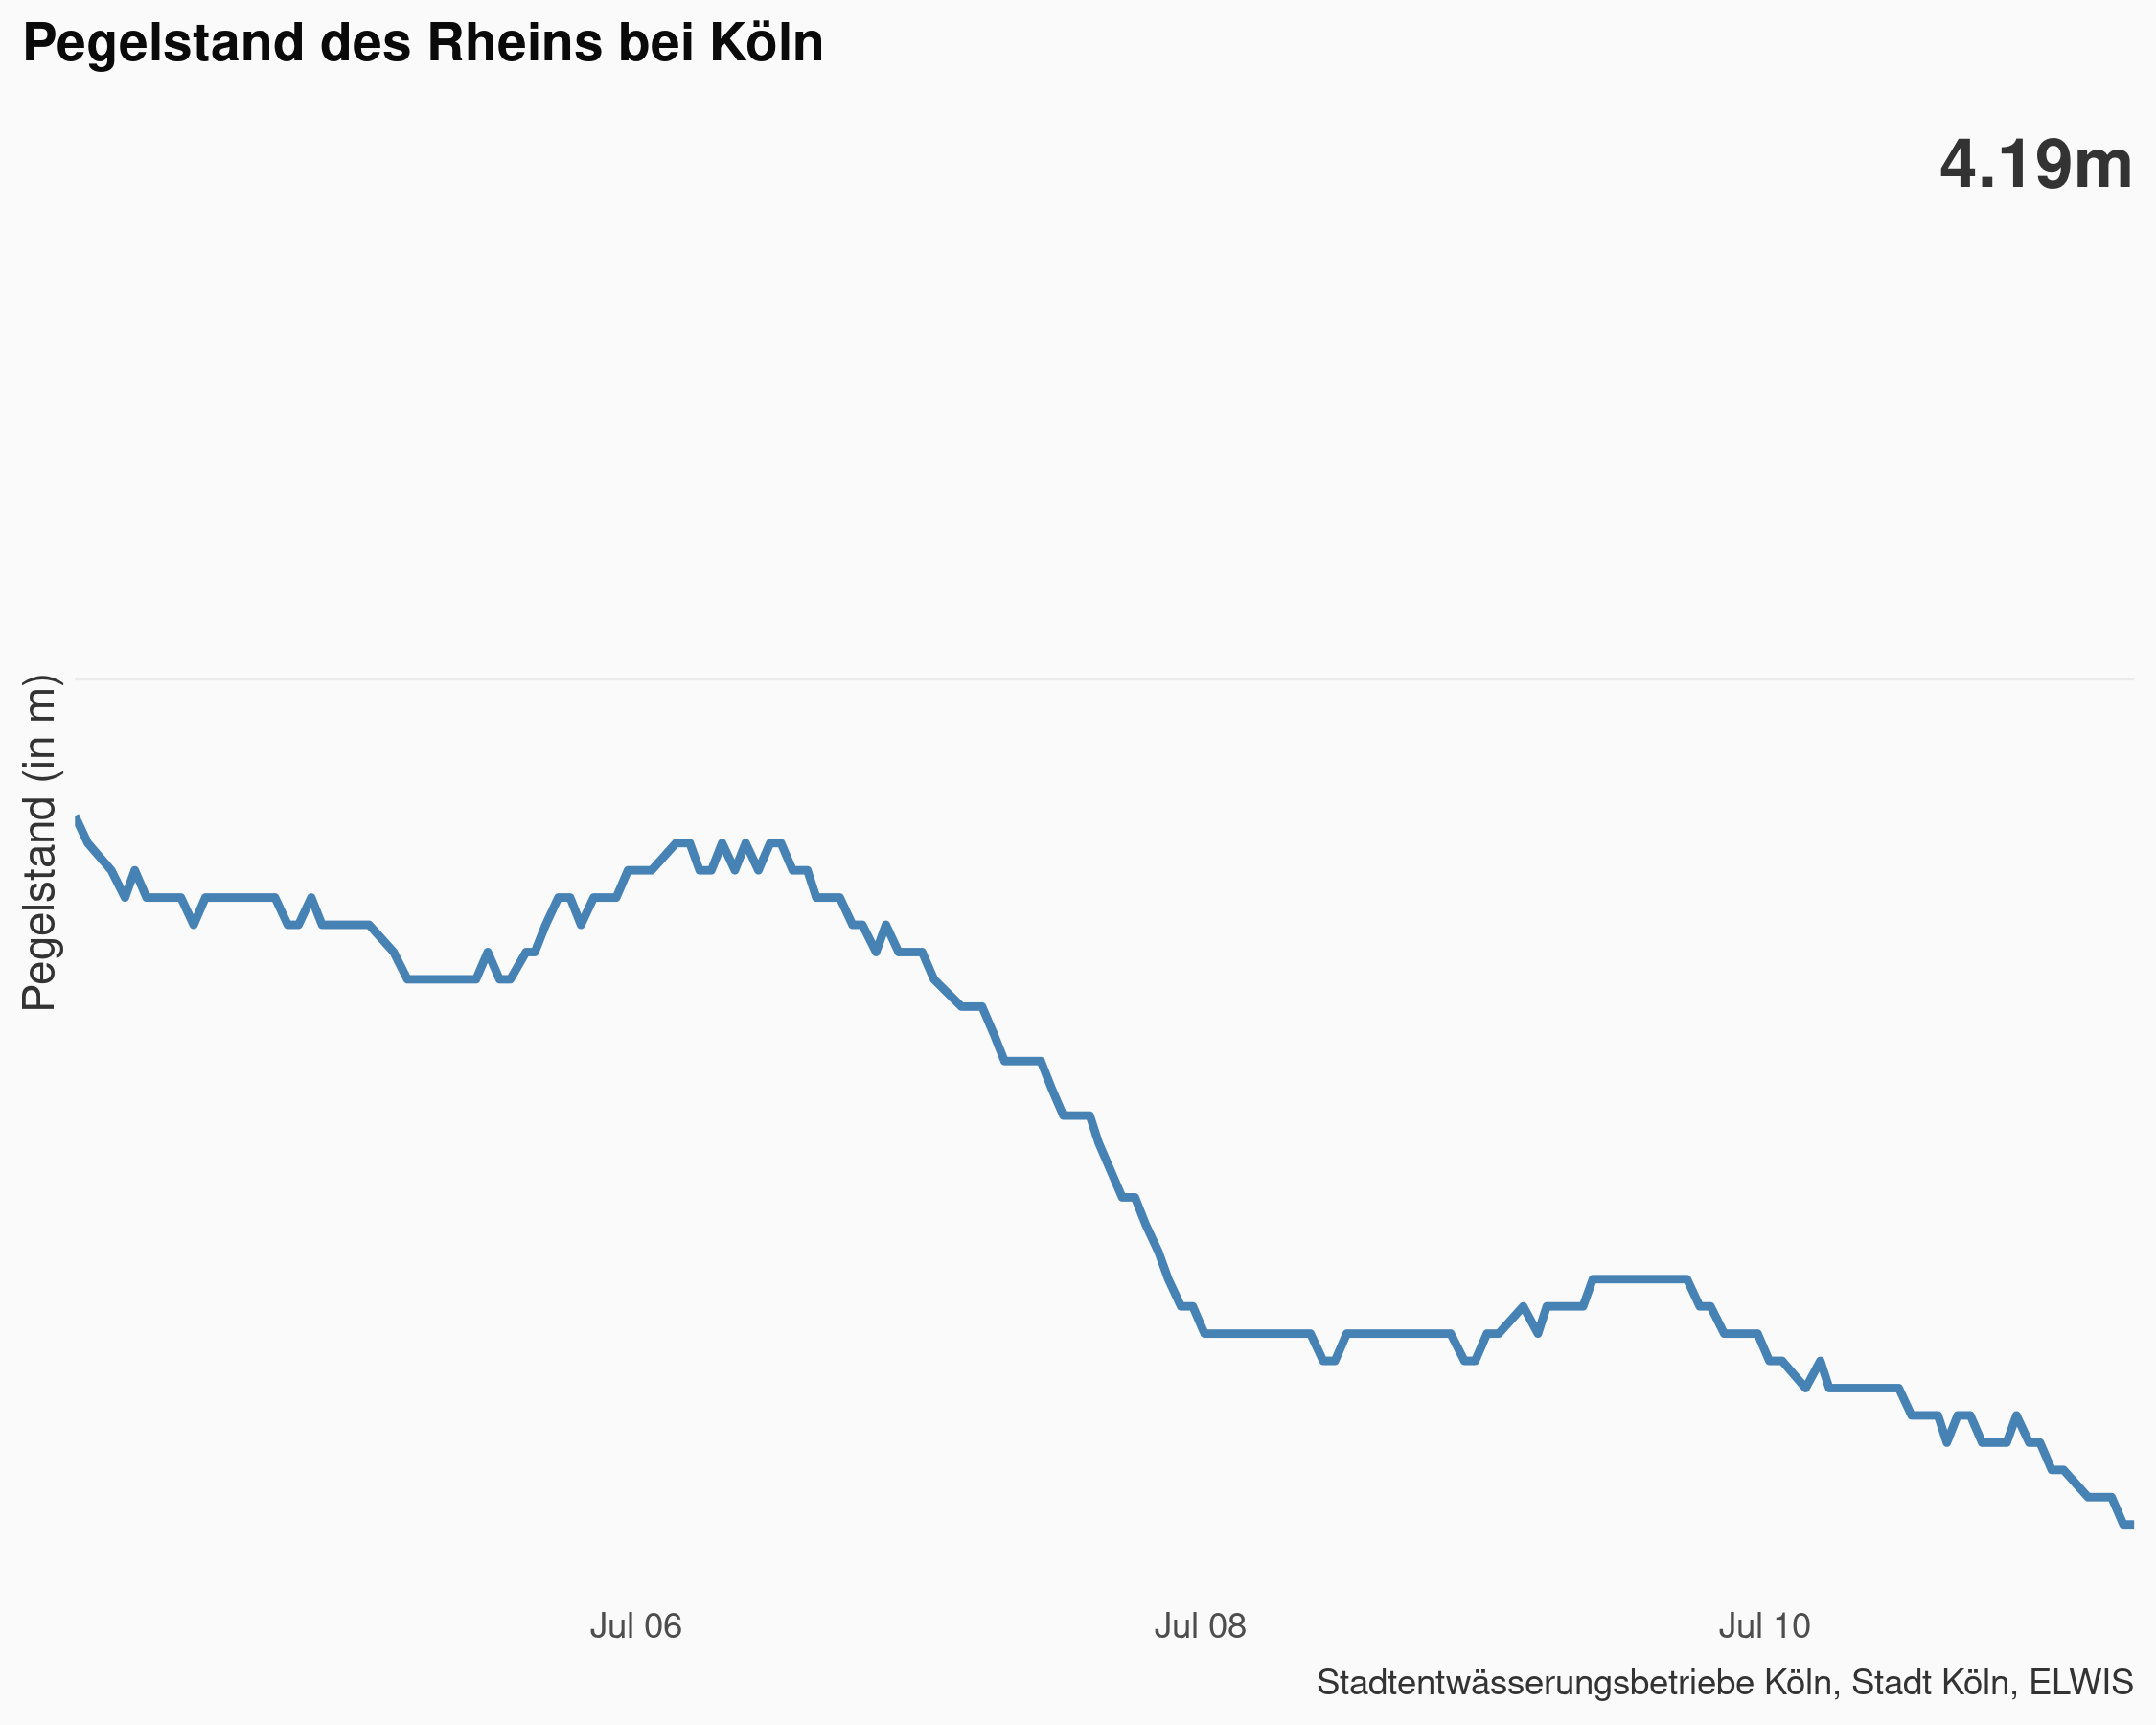 Pegelstand des Rheins bei Köln
4.19m
Pegelstand (in m)
Jul 06
Jul 08
Jul 10
Stadtentwässerungsbetriebe Köln, Stadt Köln, ELWIS